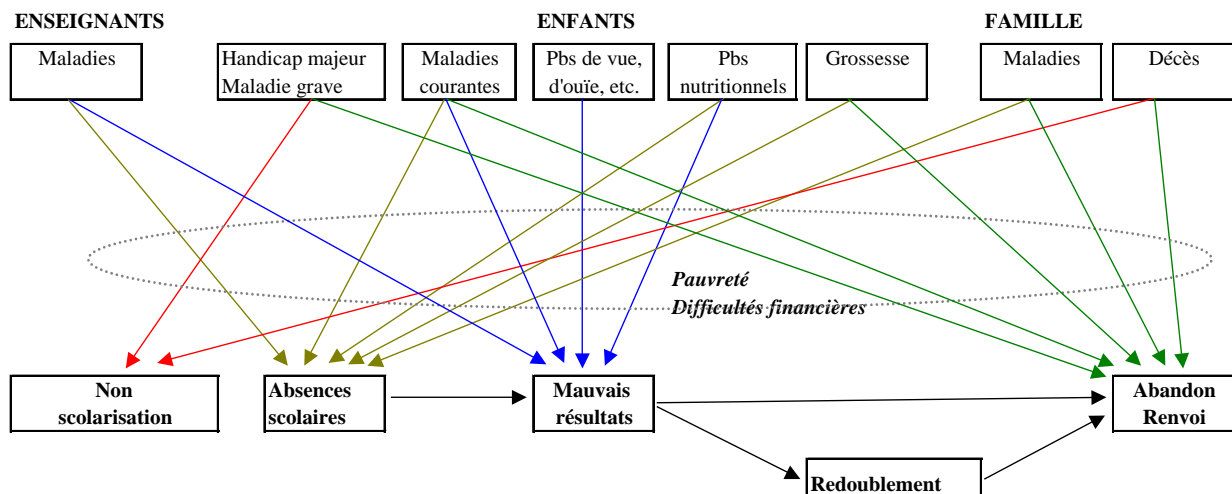 ENSEIGNANTS
ENFANTS
FAMILLE
Maladies
Handicap majeur
Maladie grave
Maladies
courantes
Pbs de vue,
d'ouïe, etc.
Pbs
nutritionnels
Grossesse
Maladies
Décès
Pauvreté
Difficultés financières
Non
scolarisation
Absences
scolaires
Mauvais
résultats
Abandon
Renvoi
Redoublement